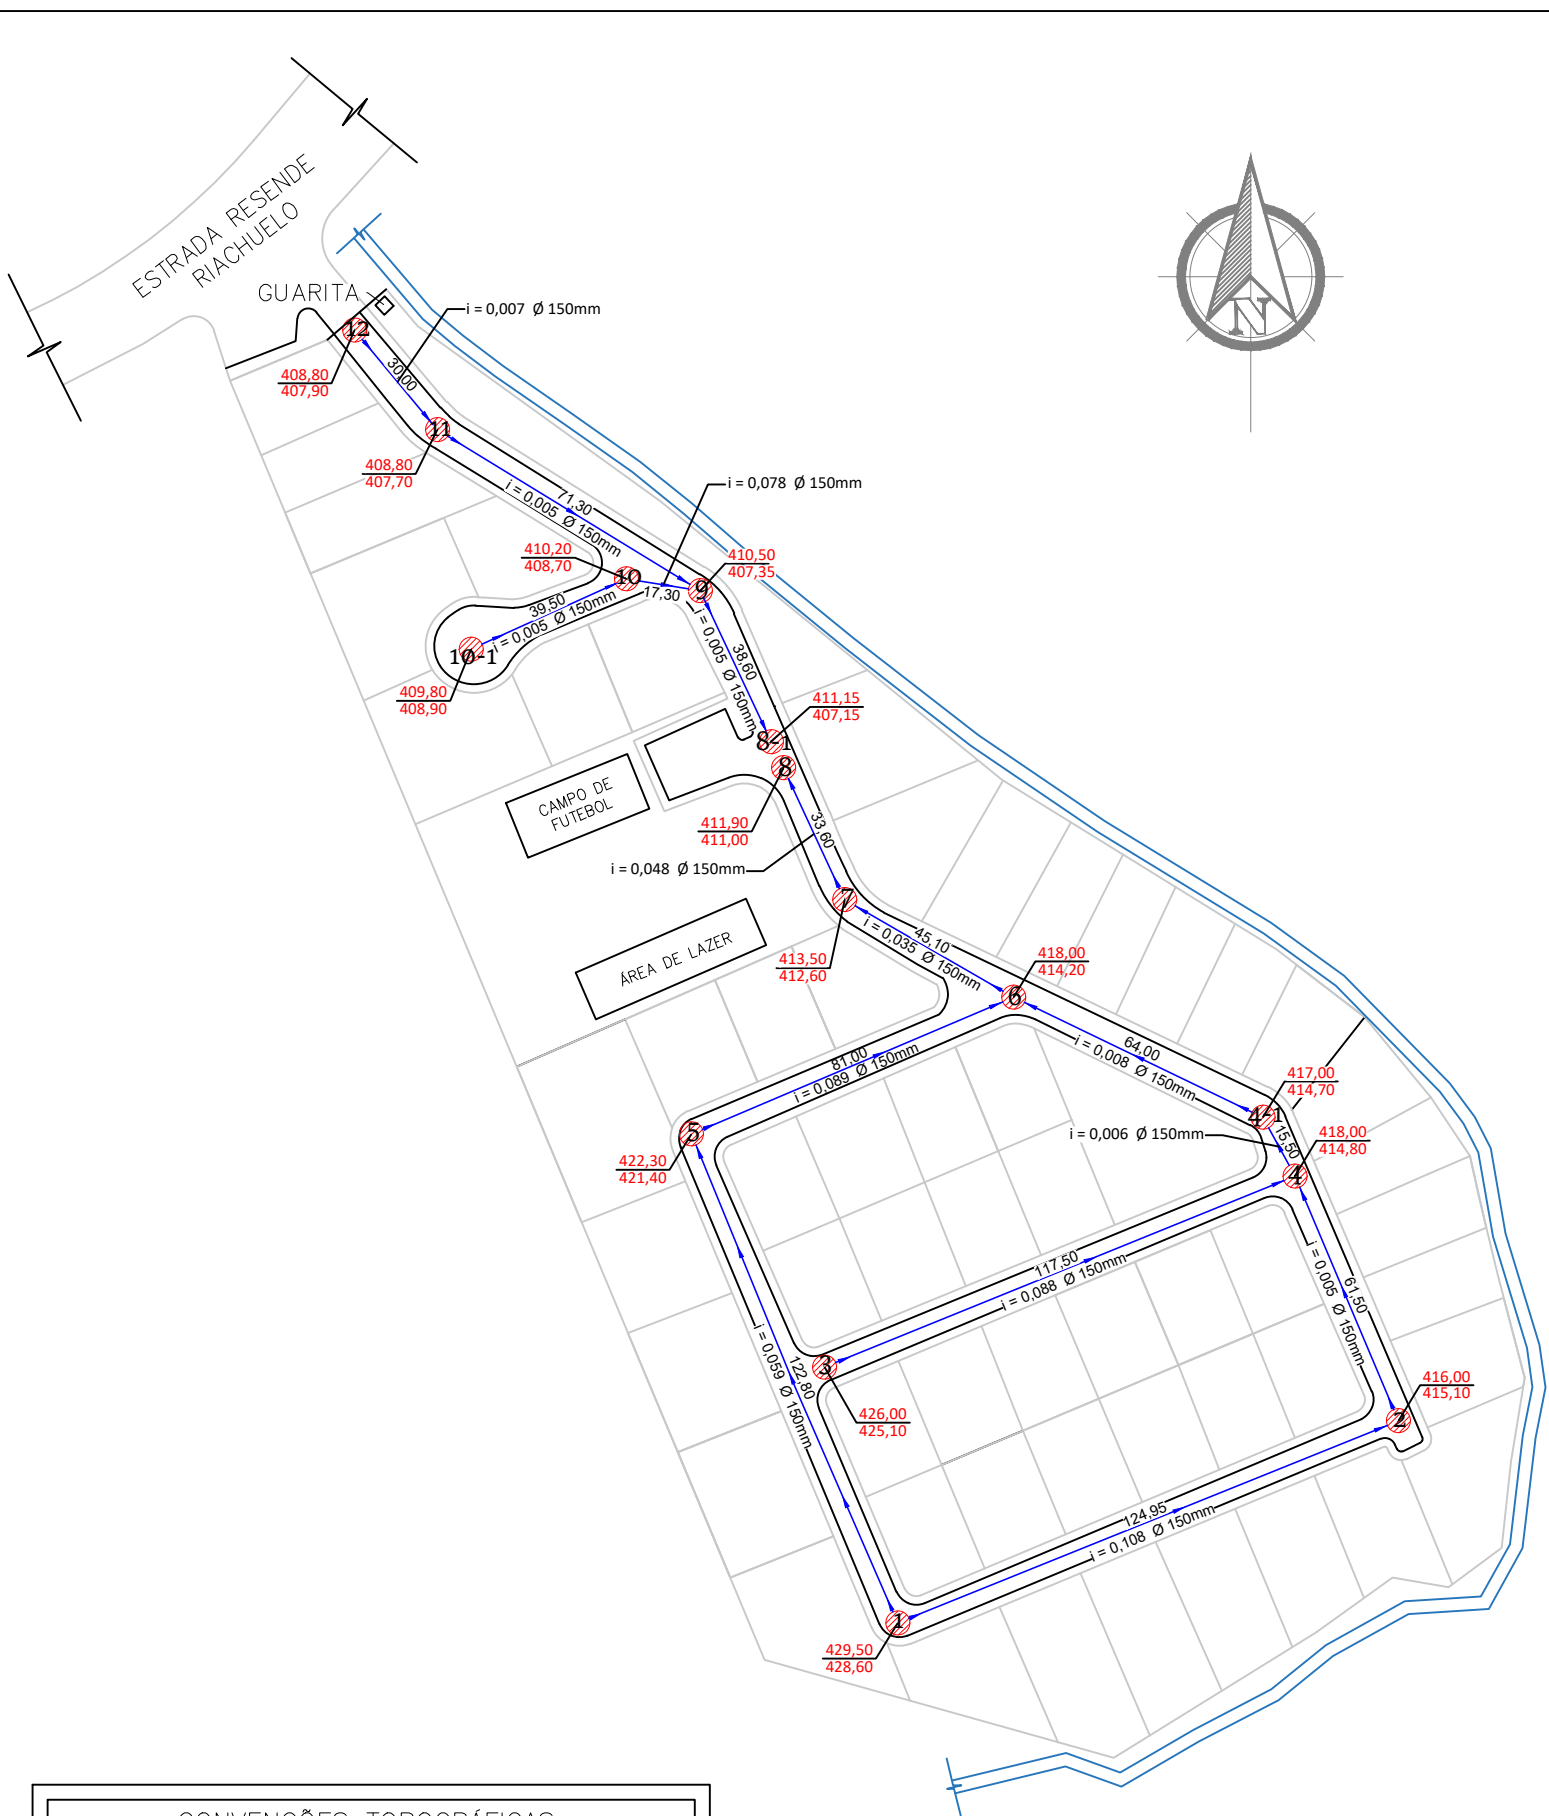 ESTRADA RESENDE
RIACHUELO
GUARITA
i = 0,007 Ø 150mm
12
30,00
408,80
407,90
11
408,80
407,70
71,30
i = 0,005 Ø 150mm
i = 0,078 Ø 150mm
410,20
408,70
10
17,30
9
410,50
407,35
39,50
i = 0,005 Ø 150mm
10-1
409,80
408,90
38,60
i = 0,005 Ø 150mm
411,15
407,15
8-1
8
CAMPO DE
FUTEBOL
411,90
411,00
33,60
i = 0,048 Ø 150mm
7
ÁREA DE LAZER
413,50
412,60
45,10
i = 0,035 Ø 150mm
418,00
414,20
6
64,00
i = 0,008 Ø 150mm
81,00
i = 0,089 Ø 150mm
417,00
414,70
4-1
i = 0,006 Ø 150mm
15,50
418,00
414,80
5
422,30
421,40
4
117,50
i = 0,088 Ø 150mm
61,50
i = 0,005 Ø 150mm
3
122,80
i = 0,059 Ø 150mm
426,00
425,10
416,00
415,10
2
124,95
i = 0,108 Ø 150mm
1
429,50
428,60
N
CONVENÇÕES TOPOGRÁFICAS